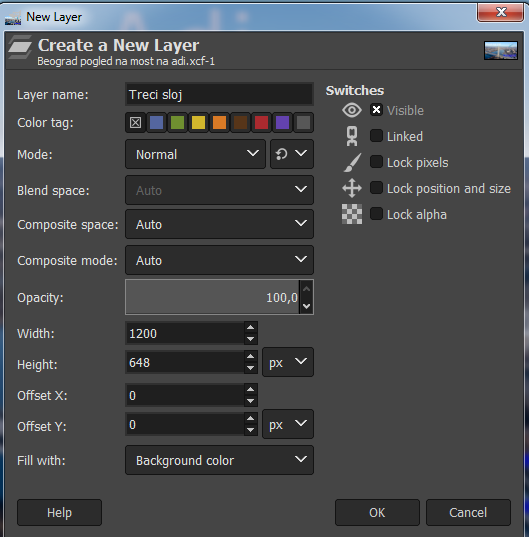 New Layer
Create a New Layer
Beograd pogled na most na adi.xcf-1
Layer name: Treci sloj
Color tag:
Mode: Normal
Blend space: Auto
Composite space: Auto
Composite mode: Auto
Opacity: 100,0
Width: 1200
Height: 648 px
Offset X: 0
Offset Y: 0 px
Fill with: Background color
Switches
Visible
Linked
Lock pixels
Lock position and size
Lock alpha
Help OK Cancel